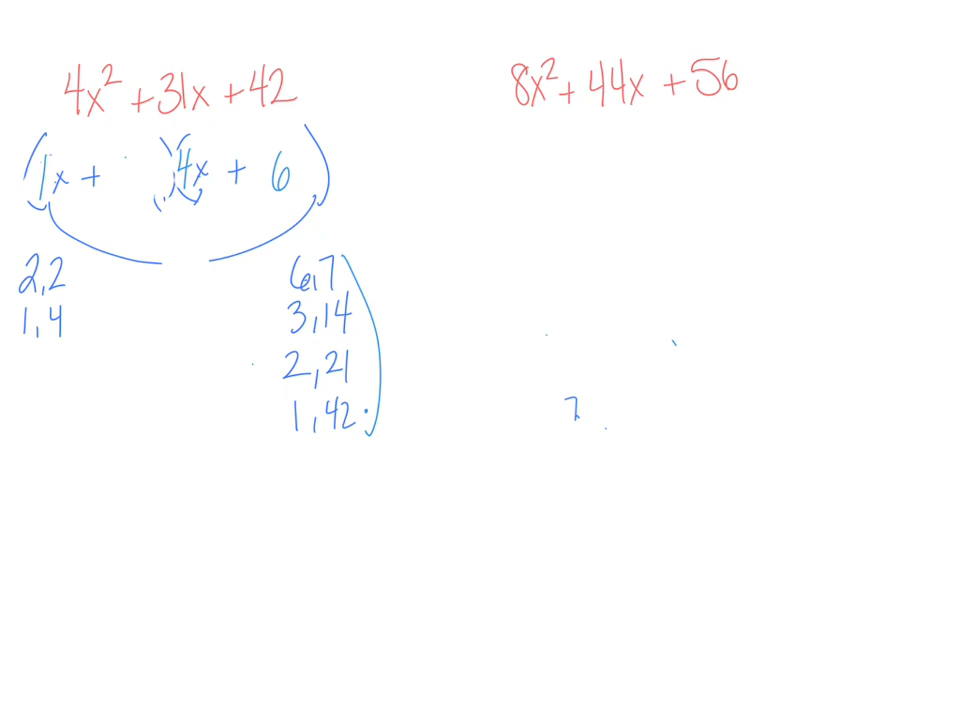 4x² + 31x + 42
(1x + )(4x + 6)
2,2
1,4
6,7
3,14
2,21
1,42
8x² + 44x + 56
7